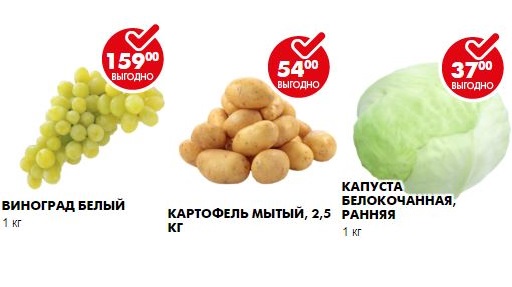 159⁰⁰
ВЫГОДНО
ВИНОГРАД БЕЛЫЙ
1 кг
54⁰⁰
ВЫГОДНО
КАРТОФЕЛЬ МЫТЫЙ, 2,5
КГ
37⁰⁰
ВЫГОДНО
КАПУСТА
БЕЛОКОЧАННАЯ,
РАННЯЯ
1 кг